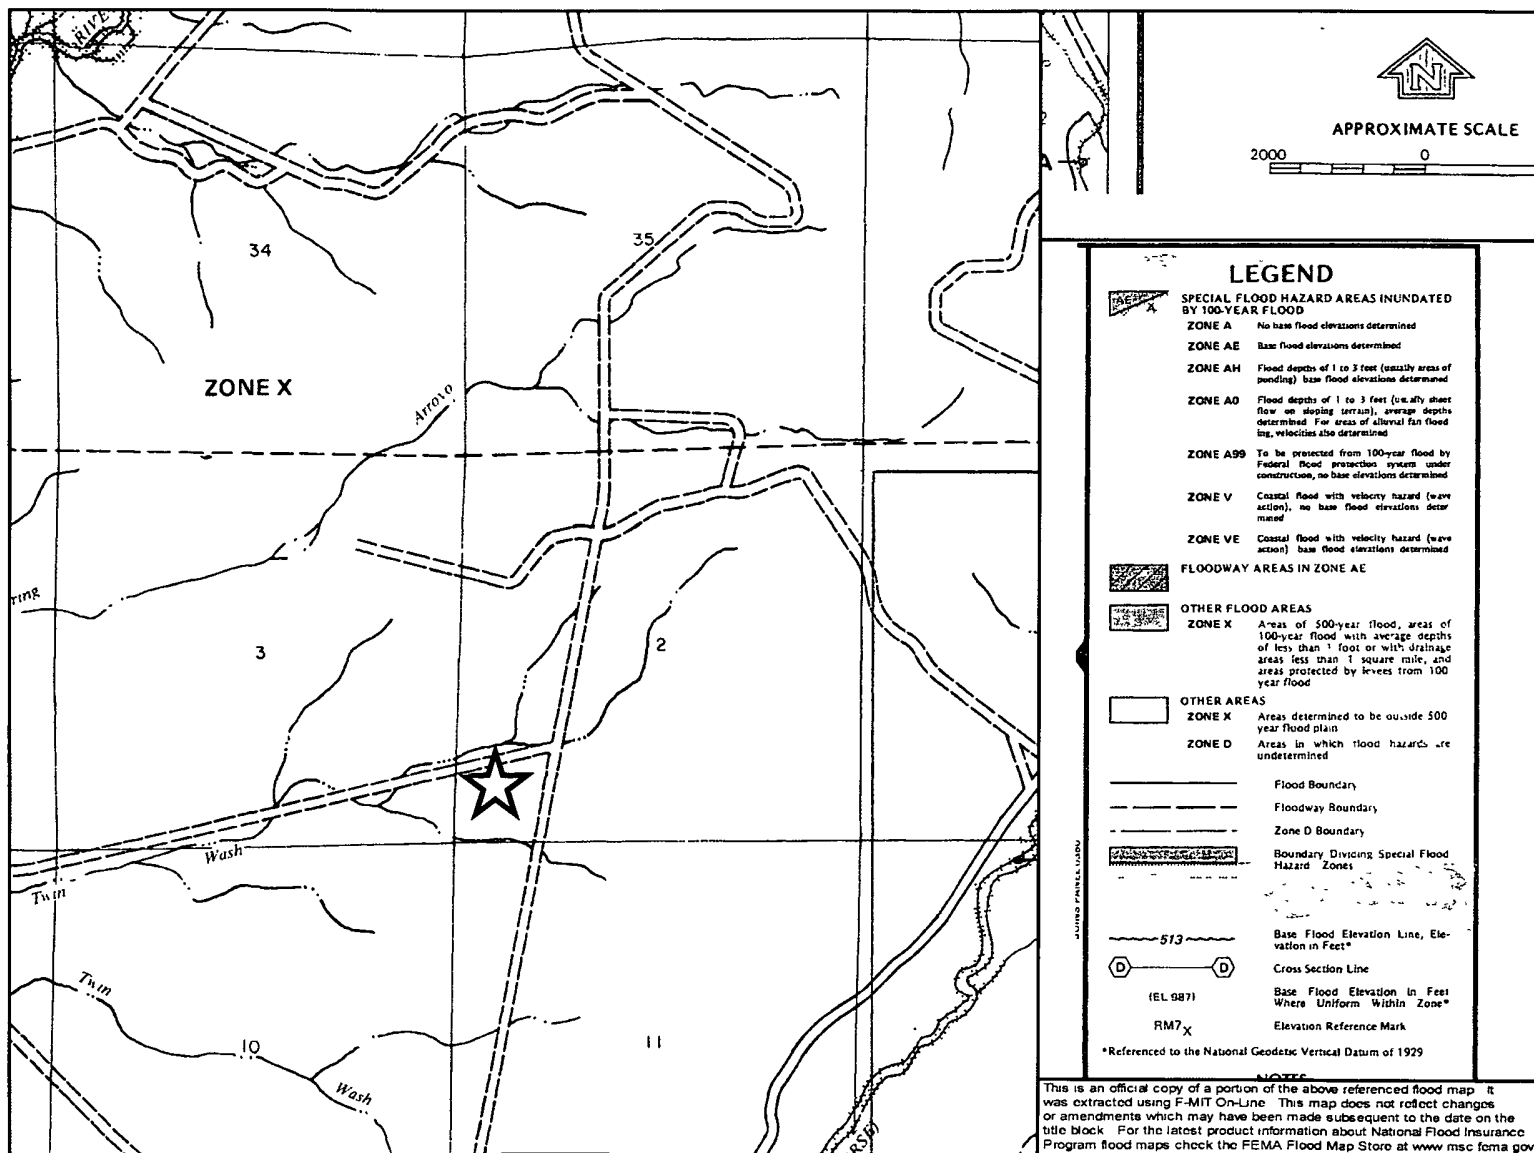 RIVER
34
35
ZONE X
Arroyo
ring
3
2
Wash
Twin
Twin
10
11
Wash
N
APPROXIMATE SCALE
2000 0
A
LEGEND
AE
X
SPECIAL FLOOD HAZARD AREAS INUNDATED
BY 100-YEAR FLOOD
ZONE A No base flood elevations determined
ZONE AE Base flood elevations determined
ZONE AH Flood depths of 1 to 3 feet (usually areas of
ponding) base flood elevations determined
ZONE A0 Flood depths of 1 to 3 feet (usually sheet
flow on sloping terrain), average depths
determined For areas of alluvial fan flood
ing, velocities also determined
ZONE A99 To be protected from 100-year flood by
Federal flood protection system under
construction, no base elevations determined
ZONE V Coastal flood with velocity hazard (wave
action), no base flood elevations deter
mined
ZONE VE Coastal flood with velocity hazard (wave
action) base flood elevations determined
FLOODWAY AREAS IN ZONE AE
OTHER FLOOD AREAS
ZONE X Areas of 500-year flood, areas of
100-year flood with average depths
of less than 1 foot or with drainage
areas less than 1 square mile, and
areas protected by levees from 100
year flood
OTHER AREAS
ZONE X Areas determined to be outside 500
year flood plain
ZONE D Areas in which flood hazards are
undetermined
Flood Boundary
Floodway Boundary
Zone D Boundary
Boundary Dividing Special Flood
Hazard Zones
513 Base Flood Elevation Line, Ele-
vation in Feet*
D D Cross Section Line
(EL 987) Base Flood Elevation in Feet
Where Uniform Within Zone*
RM7X Elevation Reference Mark
*Referenced to the National Geodetic Vertical Datum of 1929
NOTES
This is an official copy of a portion of the above referenced flood map It
was extracted using F-MIT On-Line This map does not reflect changes
or amendments which may have been made subsequent to the date on the
title block For the latest product information about National Flood Insurance
Program flood maps check the FEMA Flood Map Store at www msc fema gov